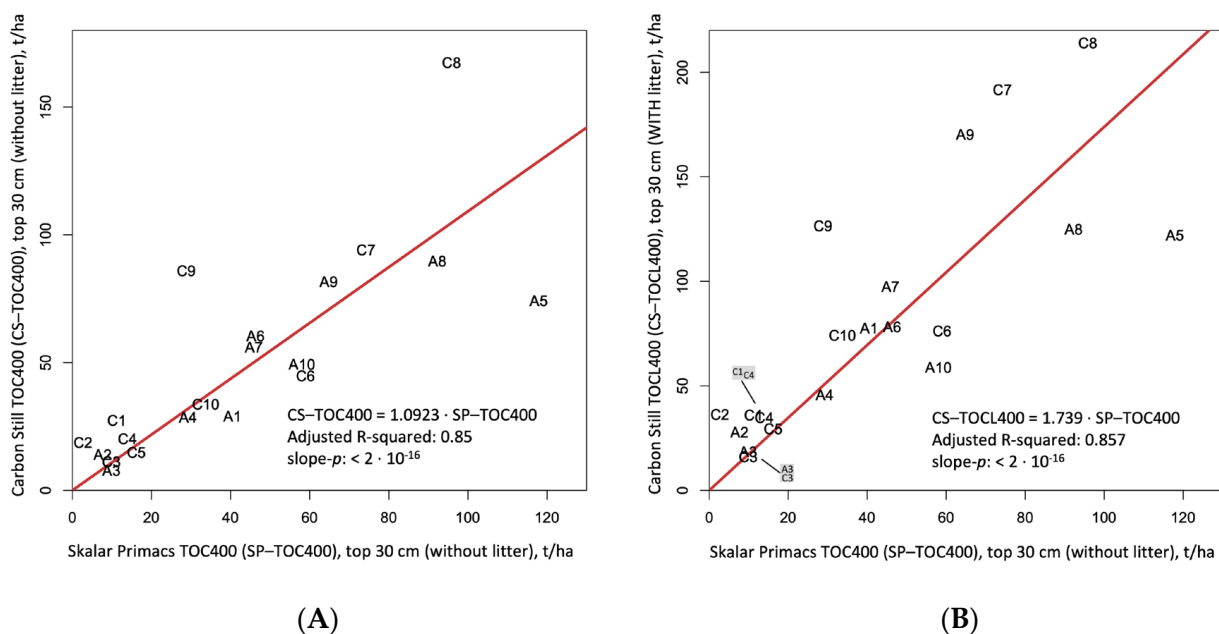 Carbon Still TOC400 (CS–TOC400), top 30 cm (without litter), t/ha
150
100
50
0
C8
C9
C7
A9
A8
A5
A6
A7
A10
C6
C10
A4
A1
C1
C4
C2
A2
C5
C3
A3
CS–TOC400 = 1.0923 · SP–TOC400
Adjusted R-squared: 0.85
slope-p: < 2 · 10-16
0 20 40 60 80 100 120
Skalar Primacs TOC400 (SP–TOC400), top 30 cm (without litter), t/ha
(A)
Carbon Still TOCL400 (CS–TOCL400), top 30 cm (WITH litter), t/ha
200
150
100
50
0
C8
C7
A9
C9
A8
A5
A7
C10
A1
A6
C6
A10
C1
C4
A4
C2
C1
C4
A2
C5
A3
C3
A3
C3
CS–TOCL400 = 1.739 · SP–TOC400
Adjusted R-squared: 0.857
slope-p: < 2 · 10-16
0 20 40 60 80 100 120
Skalar Primacs TOC400 (SP–TOC400), top 30 cm (without litter), t/ha
(B)